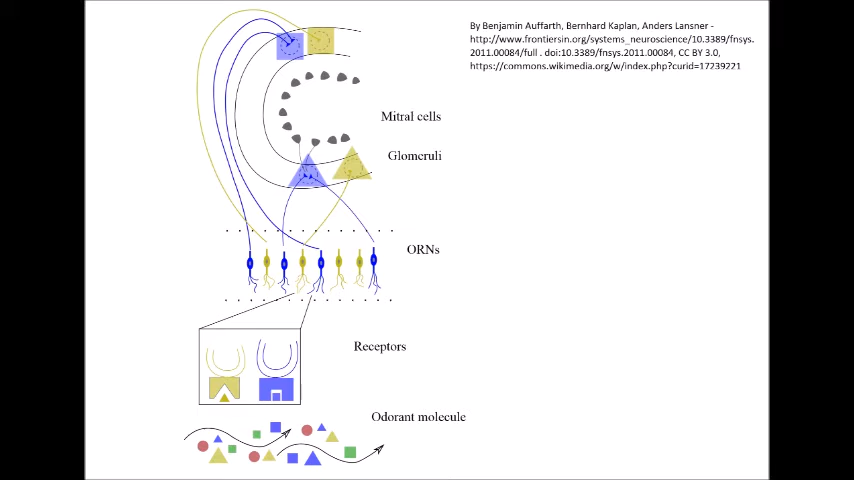 By Benjamin Auffarth, Bernhard Kaplan, Anders Lansner -
http://www.frontiersin.org/systems_neuroscience/10.3389/fnsys.
2011.00084/full . doi:10.3389/fnsys.2011.00084, CC BY 3.0,
https://commons.wikimedia.org/w/index.php?curid=17239221
Mitral cells
Glomeruli
ORNs
Receptors
Odorant molecule